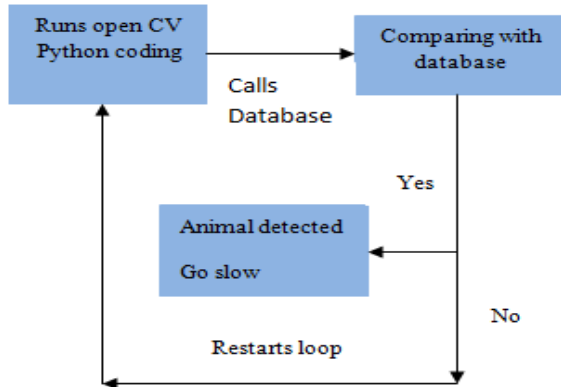 Runs open CV
Python coding
Comparing with
database
Calls
Database
Yes
Animal detected
Go slow
No
Restarts loop